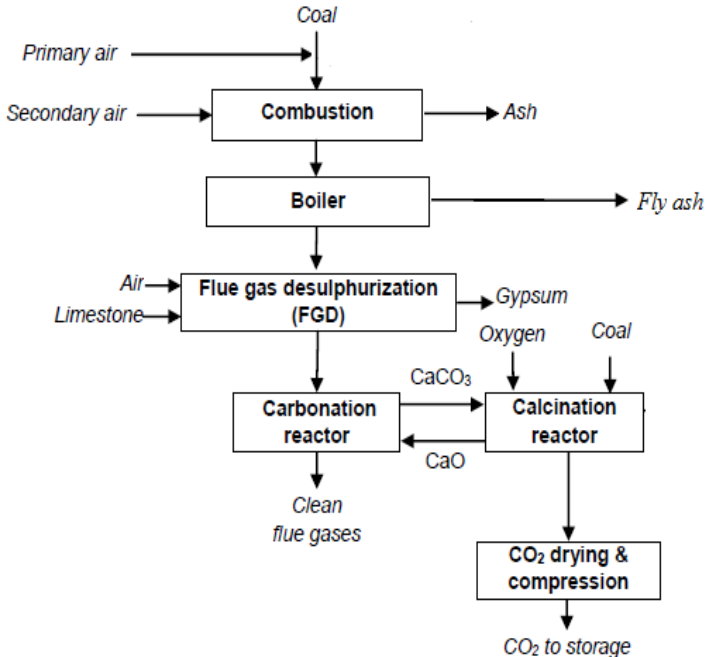 Coal
Primary air
Secondary air
Combustion
Ash
Boiler
Fly ash
Air
Limestone
Flue gas desulphurization
(FGD)
Gypsum
Oxygen
Coal
CaCO₃
Carbonation
reactor
Calcination
reactor
CaO
Clean
flue gases
CO₂ drying &
compression
CO₂ to storage